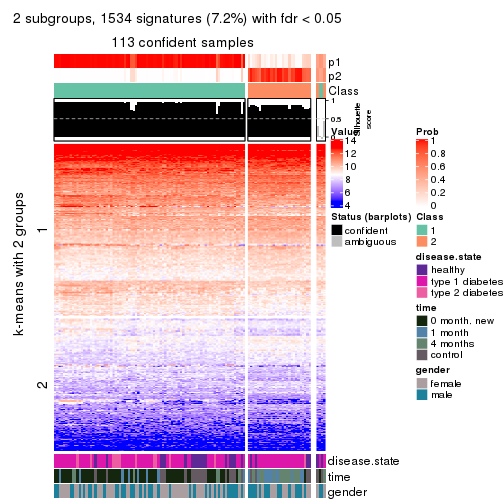 2 subgroups, 1534 signatures (7.2%) with fdr < 0.05
113 confident samples
p1
p2
Class
1
0.5
0
Silhouette
score
k-means with 2 groups
1
2
disease.state
time
gender
Value
14
12
10
8
6
4
Prob
1
0.8
0.6
0.4
0.2
0
Status (barplots)
confident
ambiguous
Class
1
2
disease.state
healthy
type 1 diabetes
type 2 diabetes
time
0 month. new
1 month
4 months
control
gender
female
male